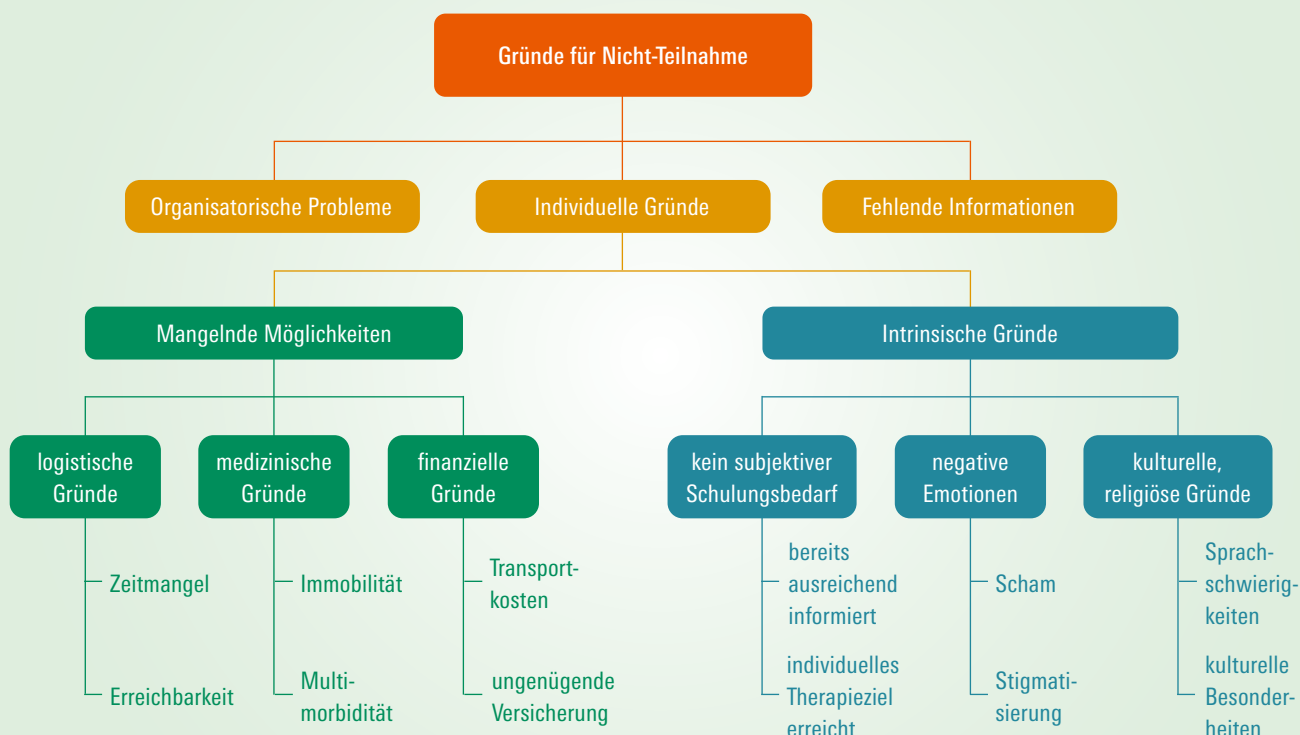 Gründe für Nicht-Teilnahme
Organisatorische Probleme
Individuelle Gründe
Fehlende Informationen
Mangelnde Möglichkeiten
Intrinsische Gründe
logistische
Gründe
medizinische
Gründe
finanzielle
Gründe
kein subjektiver
Schulungsbedarf
negative
Emotionen
kulturelle,
religiöse Gründe
Zeitmangel
Erreichbarkeit
Immobilität
Multi-
morbidität
Transport-
kosten
ungenügende
Versicherung
bereits
ausreichend
informiert
individuelles
Therapieziel
erreicht
Scham
Stigmati-
sierung
Sprach-
schwierig-
keiten
kulturelle
Besonder-
heiten